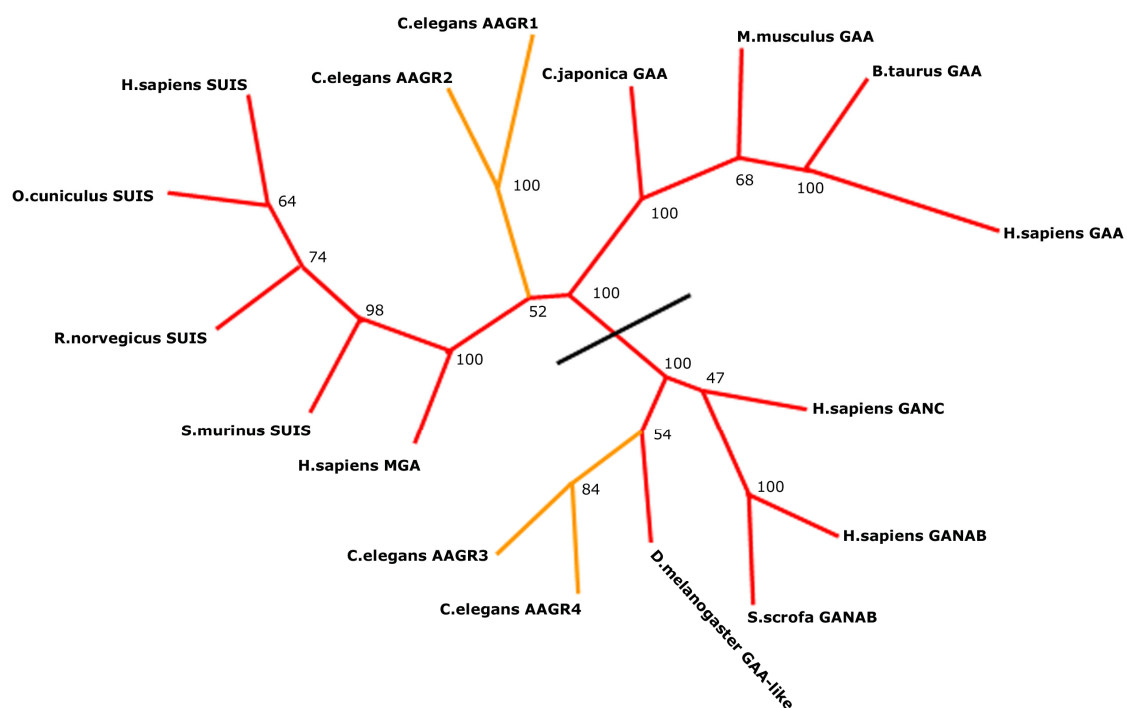 C.elegans AAGR1
M.musculus GAA
B.taurus GAA
C.japonica GAA
C.elegans AAGR2
H.sapiens SUIS
100
68
100
O.cuniculus SUIS
64
100
H.sapiens GAA
74
100
98
52
R.norvegicus SUIS
100
100
47
H.sapiens GANC
S.murinus SUIS
54
H.sapiens MGA
84
100
H.sapiens GANAB
C.elegans AAGR3
C.elegans AAGR4
S.scrofa GANAB
D.melanogaster GAA-like